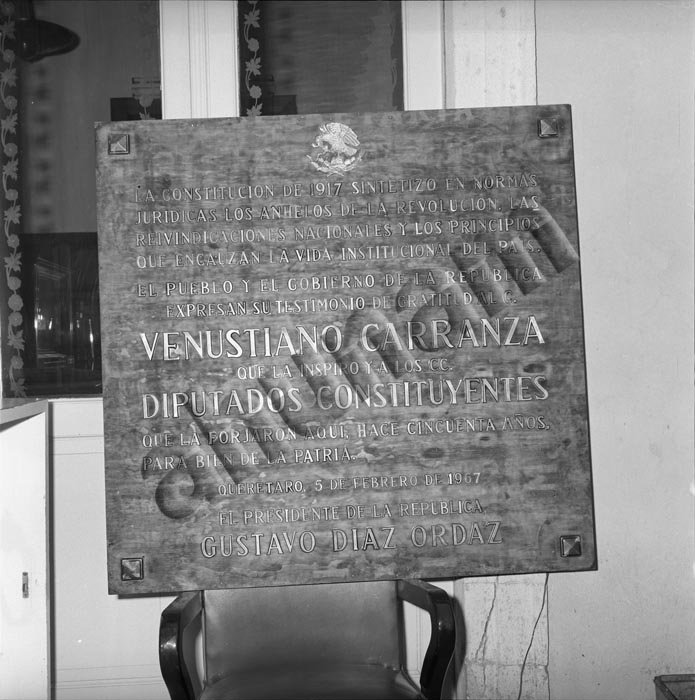 LA CONSTITUCION DE 1917 SINTETIZO EN NORMAS
JURIDICAS LOS ANHELOS DE LA REVOLUCIÓN, LAS
REIVINDICACIONES NACIONALES Y LOS PRINCIPIOS
QUE ENCAUZAN LA VIDA INSTITUCIONAL DEL PAIS.
EL PUEBLO Y EL GOBIERNO DE LA REPUBLICA
EXPRESAN SU TESTIMONIO DE GRATITUD AL C.
VENUSTIANO CARRANZA
QUE LA INSPIRO Y A LOS CC.
DIPUTADOS CONSTITUYENTES
QUE LA FORJARON AQUI, HACE CINCUENTA AÑOS,
PARA BIEN DE LA PATRIA.
QUERETARO, 5 DE FEBRERO DE 1967
EL PRESIDENTE DE LA REPUBLICA,
GUSTAVO DIAZ ORDAZ